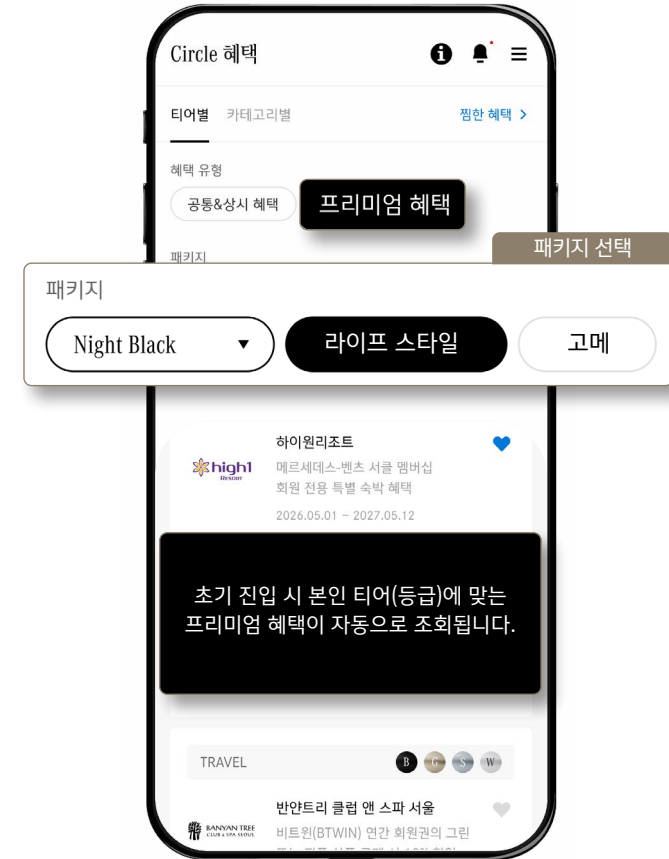 Circle 혜택
티어별 카테고리별 찜한 혜택 >
혜택 유형
공통&상시 혜택 프리미엄 혜택
패키지
패키지 선택
패키지
Night Black ▼ 라이프 스타일 고메
하이원리조트
high1
RESORT
메르세데스-벤츠 서클 멤버십
회원 전용 특별 숙박 혜택
2026.05.01 ~ 2027.05.12
초기 진입 시 본인 티어(등급)에 맞는
프리미엄 혜택이 자동으로 조회됩니다.
TRAVEL B G S W
반얀트리 클럽 앤 스파 서울
BANYAN TREE
CLUB & SPA SEOUL
비트윈(BTWIN) 연간 회원권의 그린